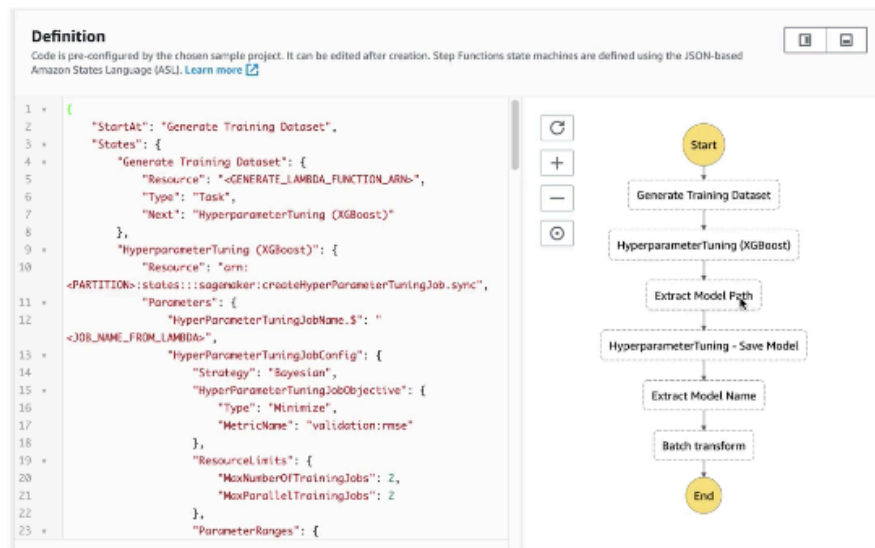 Definition
Code is pre-configured by the chosen sample project. It can be edited after creation. Step Functions state machines are defined using the JSON-based
Amazon States Language (ASL). Learn more
1 {
2 "StartAt": "Generate Training Dataset",
3 "States": {
4 "Generate Training Dataset": {
5 "Resource": "<GENERATE_LAMBDA_FUNCTION_ARN>",
6 "Type": "Task",
7 "Next": "HyperparameterTuning (XGBoost)"
8 },
9 "HyperparameterTuning (XGBoost)": {
10 "Resource": "arn:
<PARTITION>:states:::sagemaker:createHyperParameterTuningJob.sync",
11 "Parameters": {
12 "HyperParameterTuningJobName.$": "
<JOB_NAME_FROM_LAMBDA>",
13 "HyperParameterTuningJobConfig": {
14 "Strategy": "Bayesian",
15 "HyperParameterTuningJobObjective": {
16 "Type": "Minimize",
17 "MetricName": "validation:rmse"
18 },
19 "ResourceLimits": {
20 "MaxNumberOfTrainingJobs": 2,
21 "MaxParallelTrainingJobs": 2
22 },
23 "ParameterRanges": {
Start
Generate Training Dataset
HyperparameterTuning (XGBoost)
Extract Model Path
HyperparameterTuning - Save Model
Extract Model Name
Batch transform
End